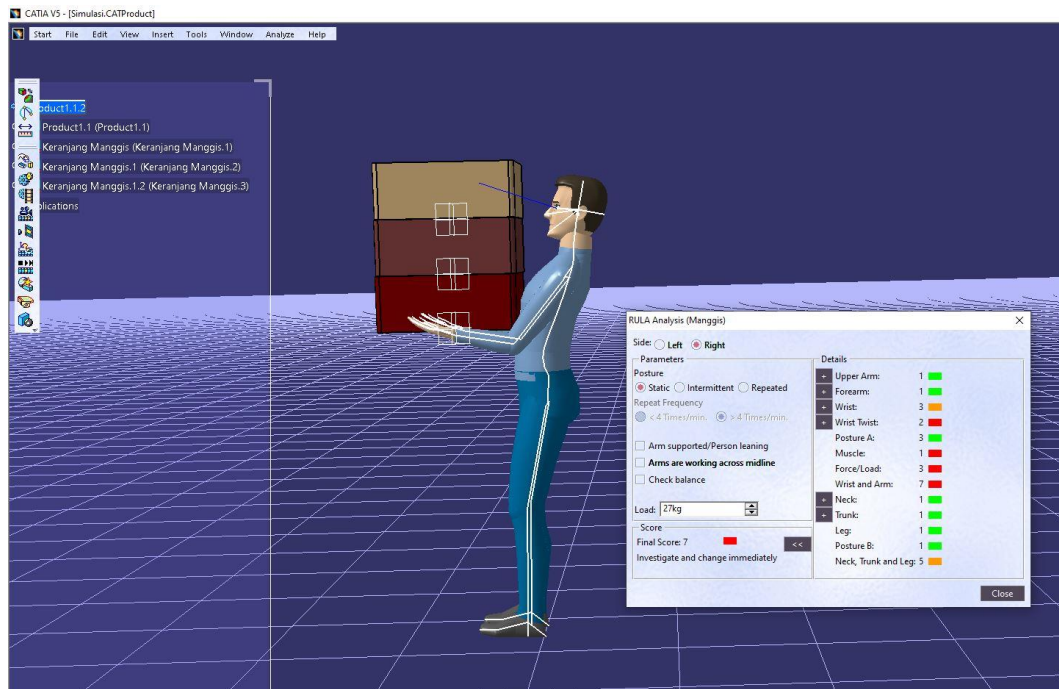 CATIA V5 - [Simulasi.CATProduct]
Start File Edit View Insert Tools Window Analyze Help
oduct1.1.2
Product1.1 (Product1.1)
Keranjang Manggis (Keranjang Manggis.1)
Keranjang Manggis.1 (Keranjang Manggis.2)
Keranjang Manggis.1.2 (Keranjang Manggis.3)
plications
RULA Analysis (Manggis)
Side: Left Right
Parameters
Posture
Static Intermittent Repeated
Repeat Frequency
< 4 Times/min. > 4 Times/min.
Arm supported/Person leaning
Arms are working across midline
Check balance
Load: 27kg
Score
Final Score: 7
<<
Investigate and change immediately
Details
+ Upper Arm: 1
+ Forearm: 1
+ Wrist: 3
+ Wrist Twist: 2
Posture A: 3
Muscle: 1
Force/Load: 3
Wrist and Arm: 7
+ Neck: 1
+ Trunk: 1
Leg: 1
Posture B: 1
Neck, Trunk and Leg: 5
Close